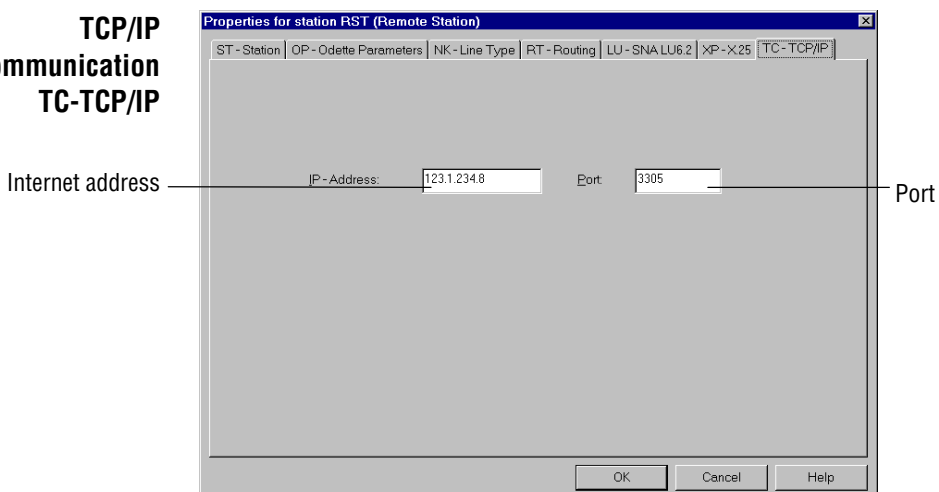 TCP/IP
ommunication
TC-TCP/IP
Properties for station RST (Remote Station)
ST - Station OP - Odette Parameters NK - Line Type RT - Routing LU - SNA LU6.2 XP - X.25 TC - TCP/IP
Internet address
IP - Address: 123.1.234.8 Port: 3305
Port
OK Cancel Help